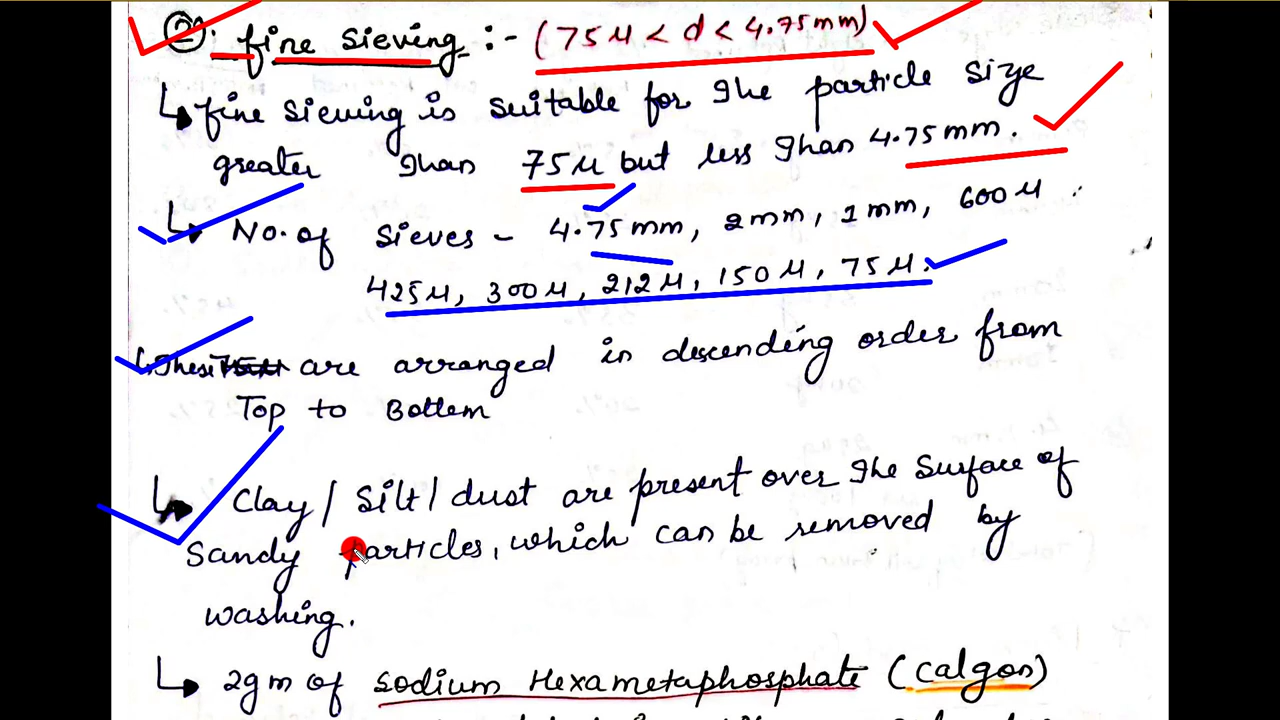 ②. fine Sieving :- (75μ < d < 4.75mm)
fine sieving is suitable for the particle size
greater than 75μ but less than 4.75mm.
No. of sieves - 4.75mm, 2mm, 1mm, 600μ
425μ, 300μ, 212μ, 150μ, 75μ.
These are arranged in descending order from
Top to Bottom
Clay / Silt / dust are present over the surface of
Sandy particles, which can be removed by
washing.
2gm of sodium Hexametaphosphate (calgon)